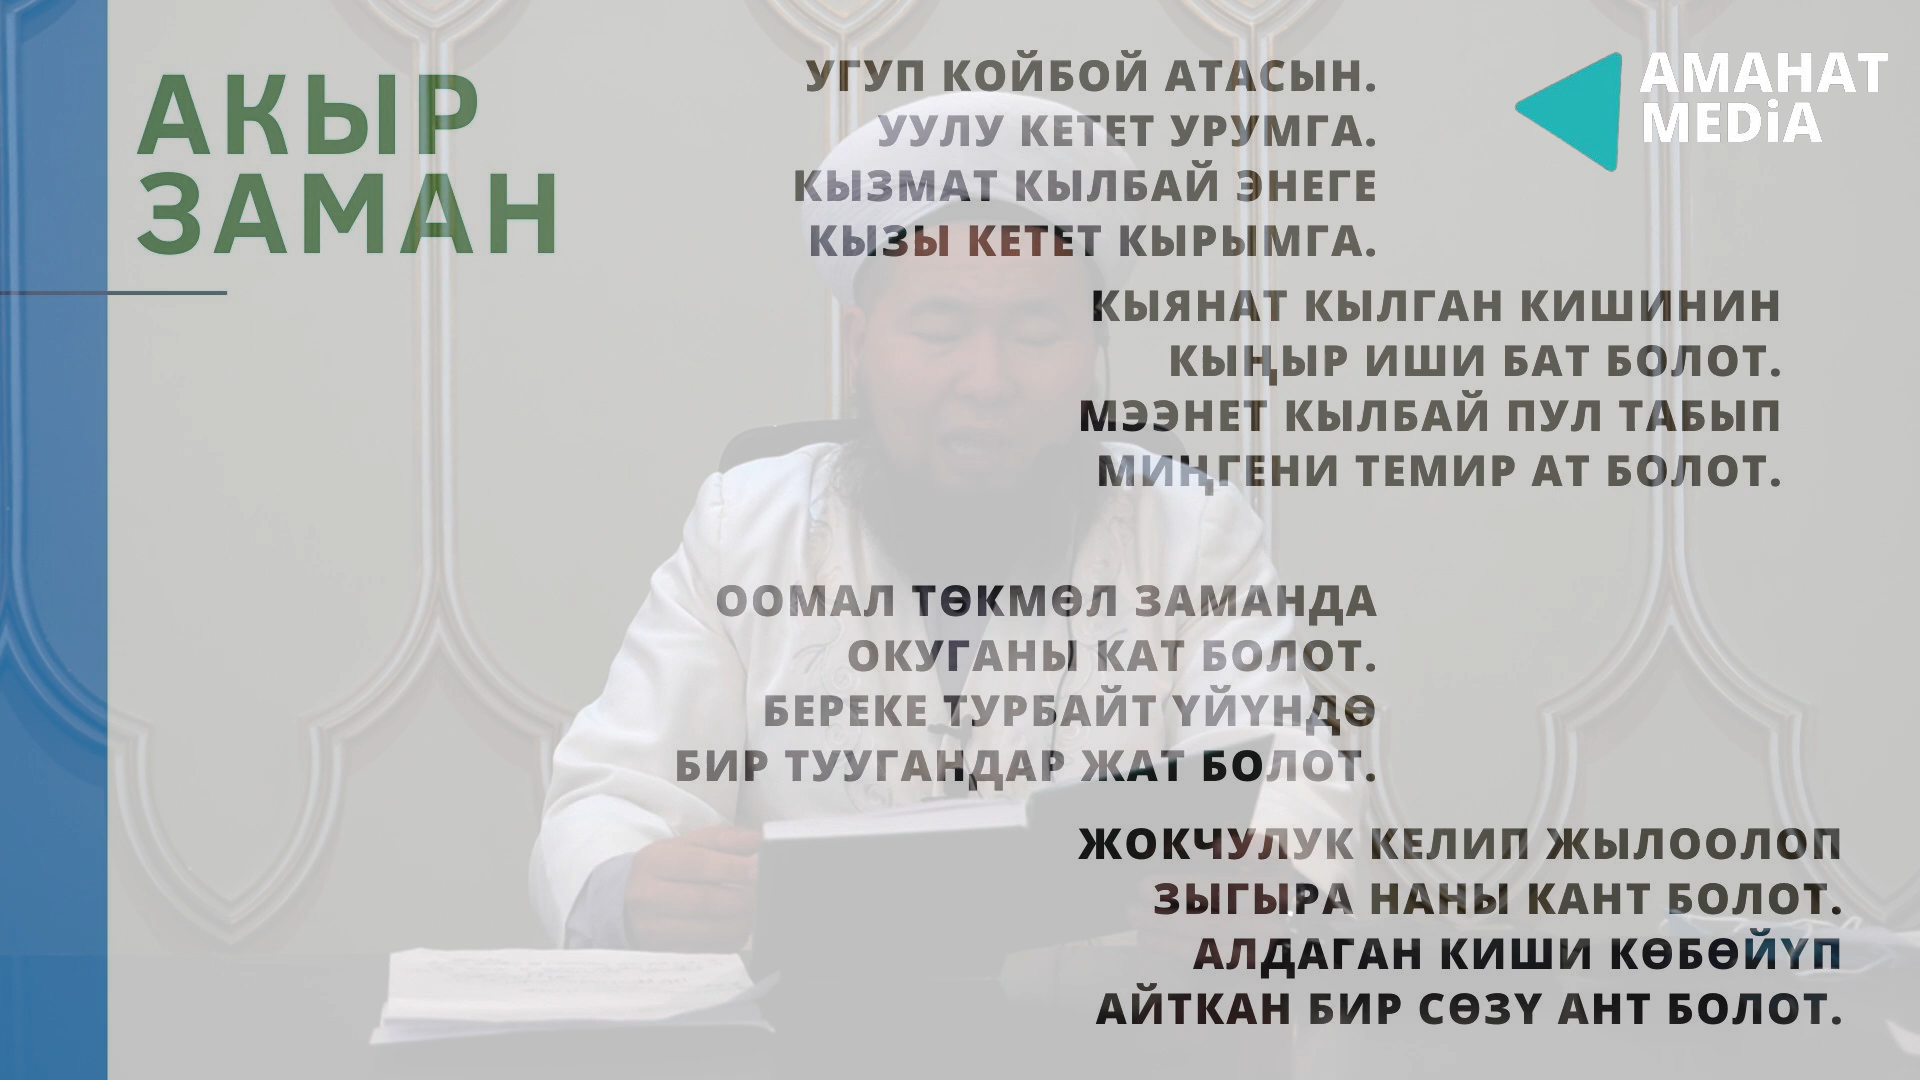 АКЫР
ЗАМАН
УГУП КОЙБОЙ АТАСЫН.
УУЛУ КЕТЕТ УРУМГА.
КЫЗМАТ КЫЛБАЙ ЭНЕГЕ
КЫЗЫ КЕТЕТ КЫРЫМГА.
АМАНАТ
MEDiA
КЫЯНАТ КЫЛГАН КИШИНИН
КЫҢЫР ИШИ БАТ БОЛОТ.
МЭЭНЕТ КЫЛБАЙ ПУЛ ТАБЫП
МИҢГЕНИ ТЕМИР АТ БОЛОТ.
ООМАЛ ТӨКМӨЛ ЗАМАНДА
ОКУГАНЫ КАТ БОЛОТ.
БЕРЕКЕ ТУРБАЙТ ҮЙҮНДӨ
БИР ТУУГАҢДАР ЖАТ БОЛОТ.
ЖОКЧУЛУК КЕЛИП ЖЫЛООЛОП
ЗЫГЫРА НАНЫ КАНТ БОЛОТ.
АЛДАГАН КИШИ КӨБӨЙҮП
АЙТКАН БИР СӨЗҮ АНТ БОЛОТ.